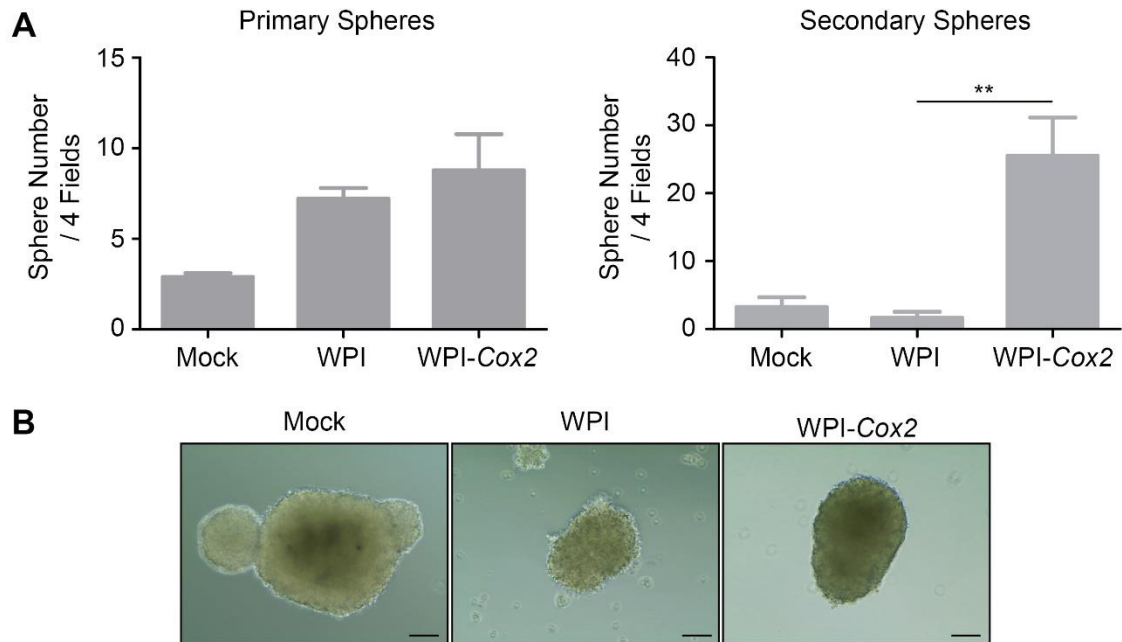 A
Primary Spheres
Sphere Number
/ 4 Fields
15
10
5
0
Mock WPI WPI-Cox2
Secondary Spheres
Sphere Number
/ 4 Fields
40
30
20
10
0
**
Mock WPI WPI-Cox2
B
Mock WPI WPI-Cox2